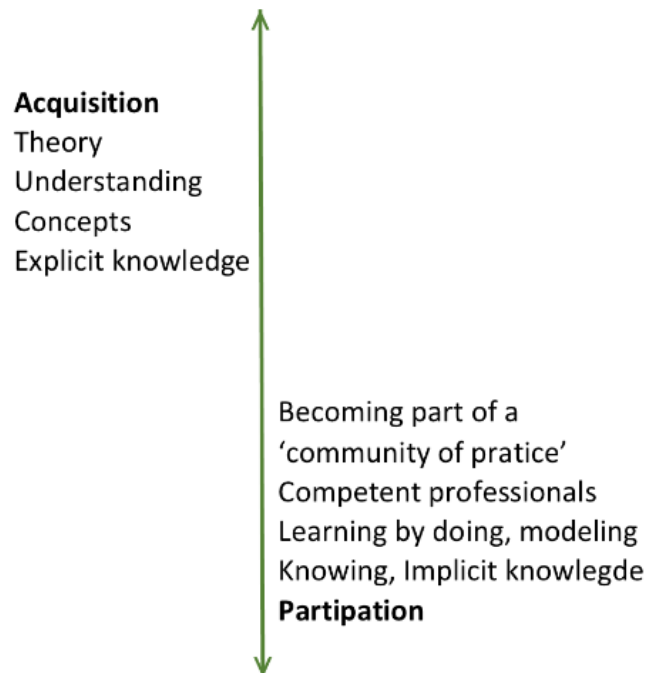 Acquisition
Theory
Understanding
Concepts
Explicit knowledge
Becoming part of a
‘community of pratice’
Competent professionals
Learning by doing, modeling
Knowing, Implicit knowlegde
Partipation